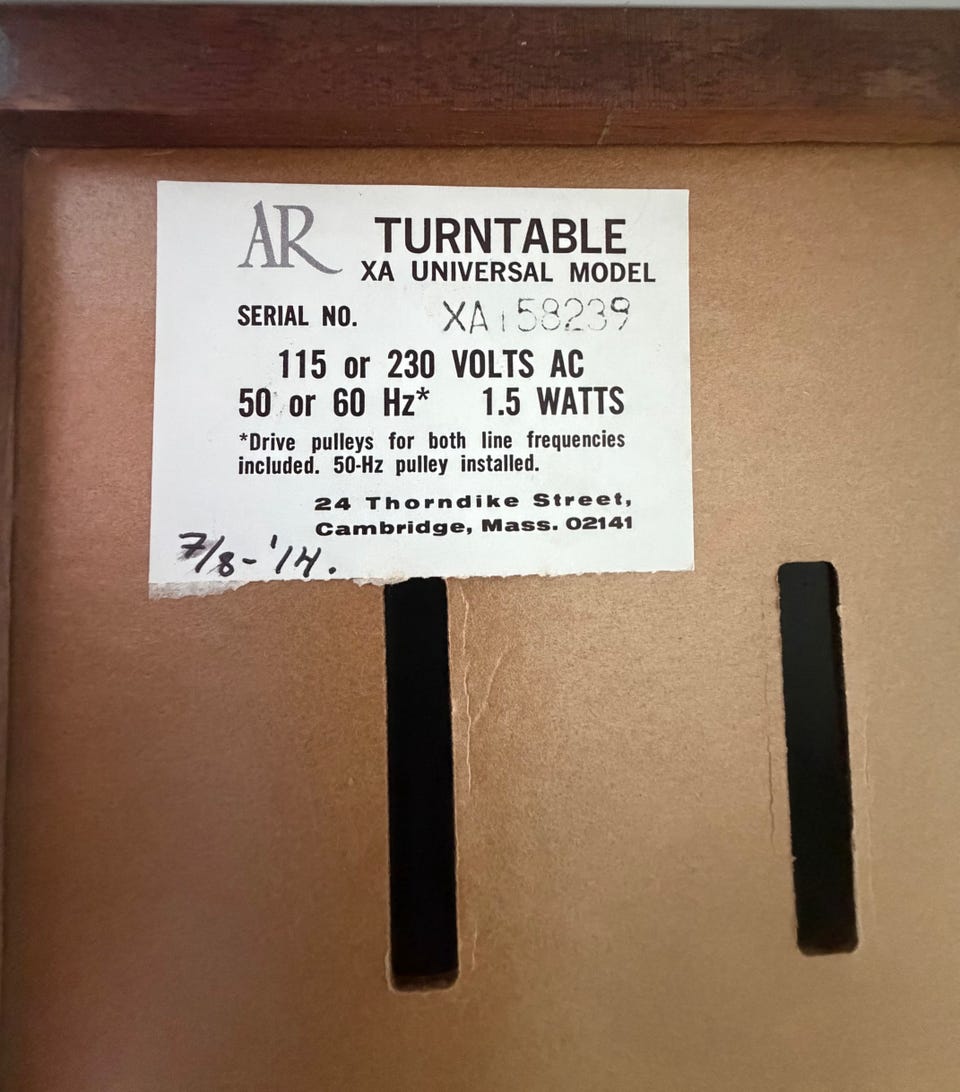 AR TURNTABLE
XA UNIVERSAL MODEL
SERIAL NO. XA 158239
115 or 230 VOLTS AC
50 or 60 Hz* 1.5 WATTS
*Drive pulleys for both line frequencies
included. 50-Hz pulley installed.
24 Thorndike Street,
Cambridge, Mass. 02141
7/8-'14.